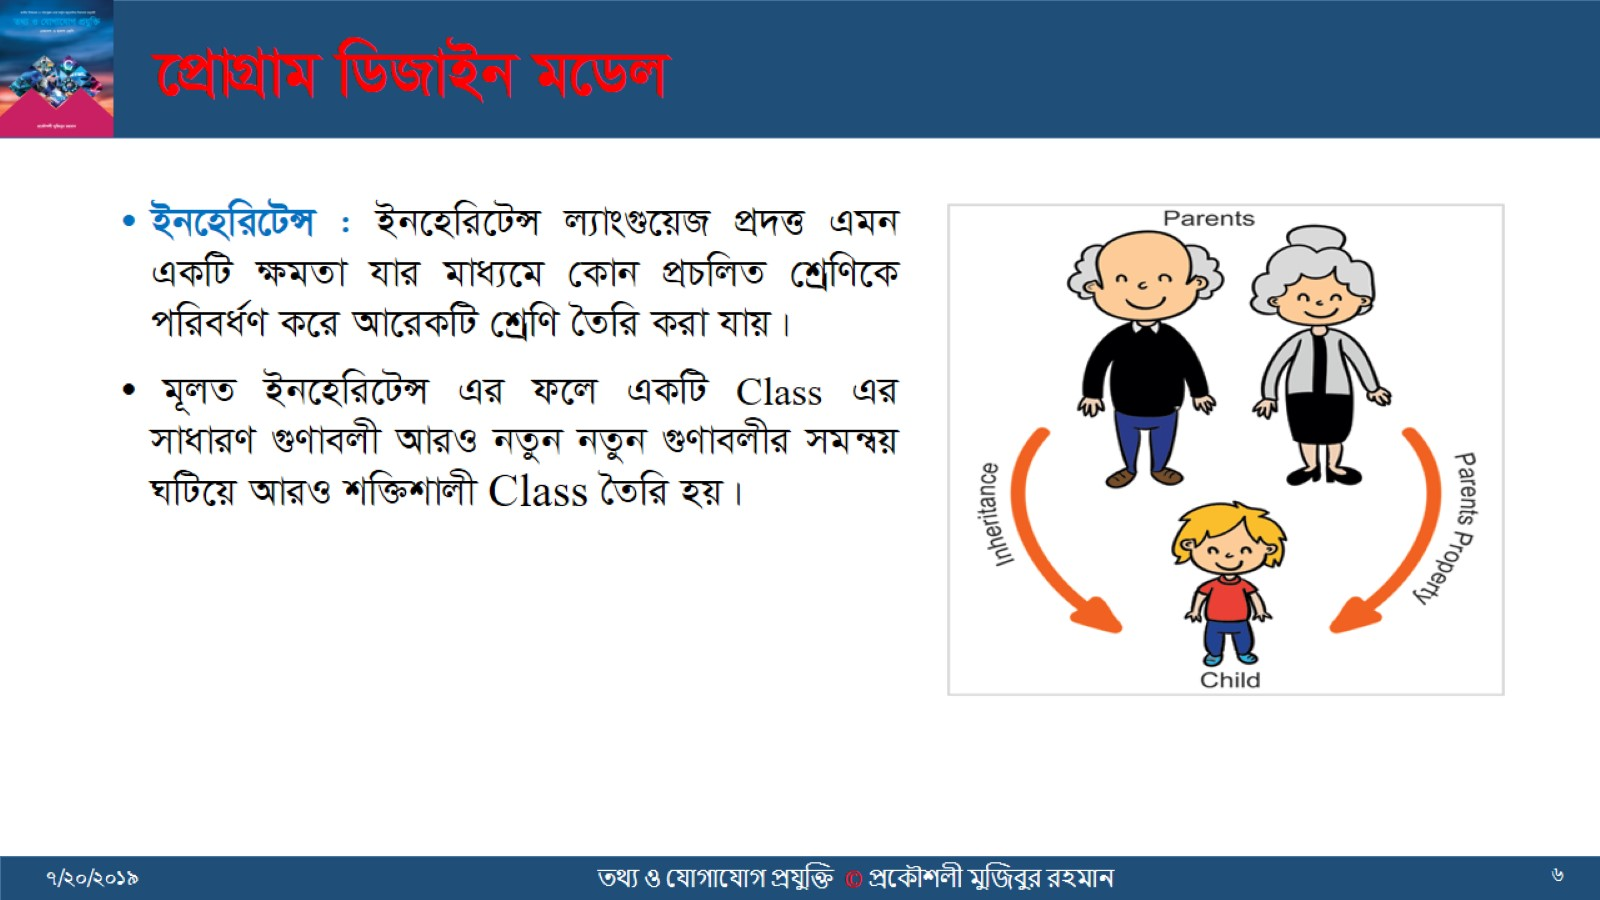 তথ্য ও যোগাযোগ প্রযুক্তি
প্রোগ্রাম ডিজাইন মডেল
• ইনহেরিটেন্স : ইনহেরিটেন্স ল্যাংগুয়েজ প্রদত্ত এমন
একটি ক্ষমতা যার মাধ্যমে কোন প্রচলিত শ্রেণিকে
পরিবর্ধণ করে আরেকটি শ্রেণি তৈরি করা যায়।
• মূলত ইনহেরিটেন্স এর ফলে একটি Class এর
সাধারণ গুণাবলী আরও নতুন নতুন গুণাবলীর সমন্বয়
ঘটিয়ে আরও শক্তিশালী Class তৈরি হয়।
Parents
Inheritance
Parents Property
Child
৭/২০/২০১৯
তথ্য ও যোগাযোগ প্রযুক্তি © প্রকৌশলী মুজিবুর রহমান
৬